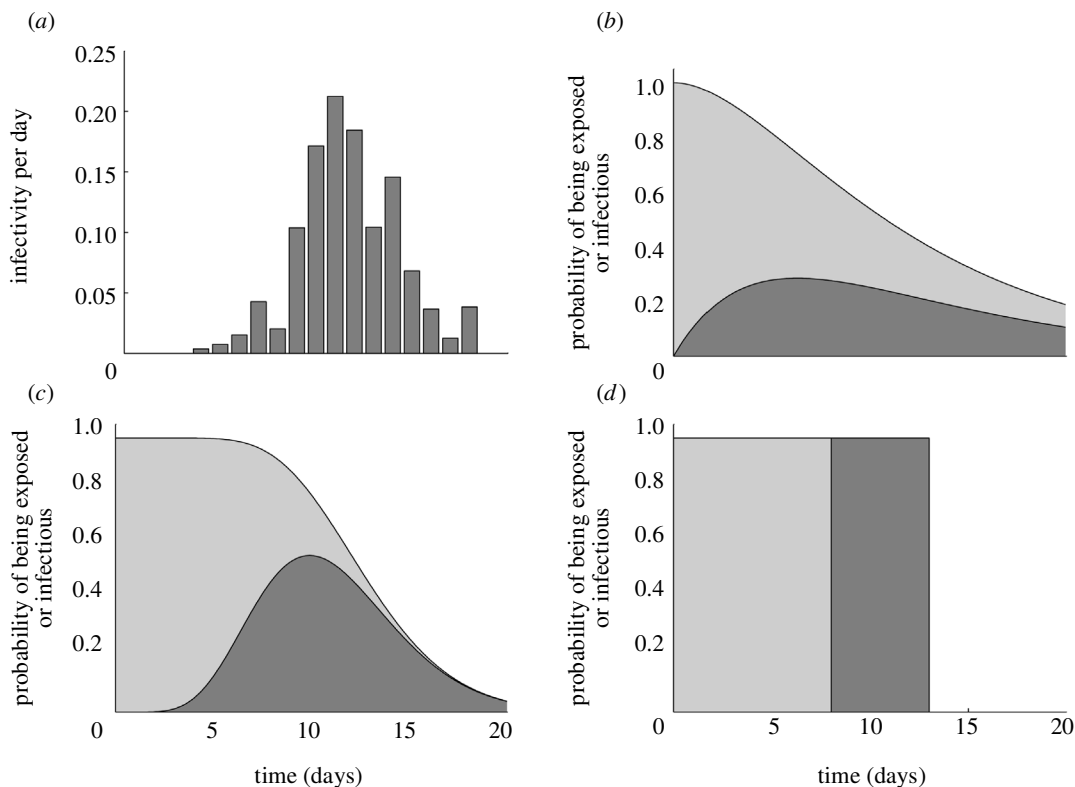 (a)
0.25
0.20
0.15
0.10
0.05
0
infectivity per day
(b)
1.0
0.8
0.6
0.4
0.2
0
probability of being exposed
or infectious
(c)
1.0
0.8
0.6
0.4
0.2
0
5
10
15
20
probability of being exposed
or infectious
time (days)
(d)
1.0
0.8
0.6
0.4
0.2
0
5
10
15
20
probability of being exposed
or infectious
time (days)